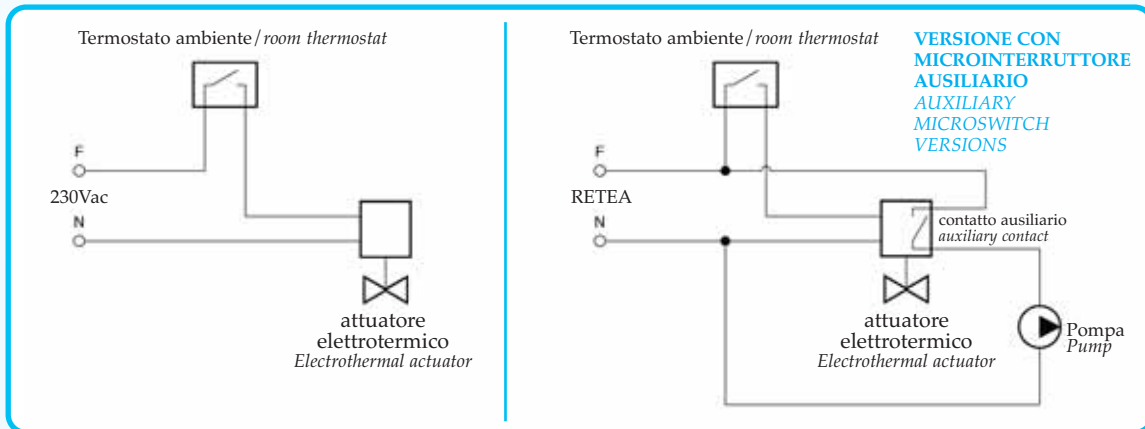 Termostato ambiente/room thermostat
F
230Vac
N
attuatore
elettrotermico
Electrothermal actuator
Termostato ambiente/room thermostat
VERSIONE CON
MICROINTERRUTTORE
AUSILIARIO
AUXILIARY
MICROSWITCH
VERSIONS
F
RETEA
N
contatto ausiliario
auxiliary contact
attuatore
elettrotermico
Electrothermal actuator
Pompa
Pump